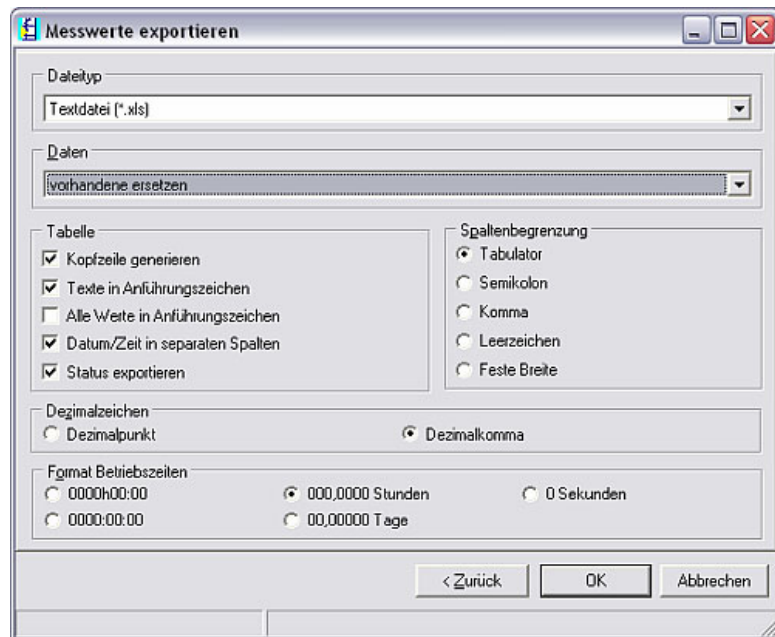 Messwerte exportieren
Dateityp
Textdatei (*.xls)
Daten
vorhandene ersetzen
Tabelle
Kopfzeile generieren
Texte in Anführungszeichen
Alle Werte in Anführungszeichen
Datum/Zeit in separaten Spalten
Status exportieren
Spaltenbegrenzung
Tabulator
Semikolon
Komma
Leerzeichen
Feste Breite
Dezimalzeichen
Dezimalpunkt
Dezimalkomma
Format Betriebszeiten
0000h00:00
000,0000 Stunden
0 Sekunden
0000:00:00
00,00000 Tage
< Zurück
OK
Abbrechen